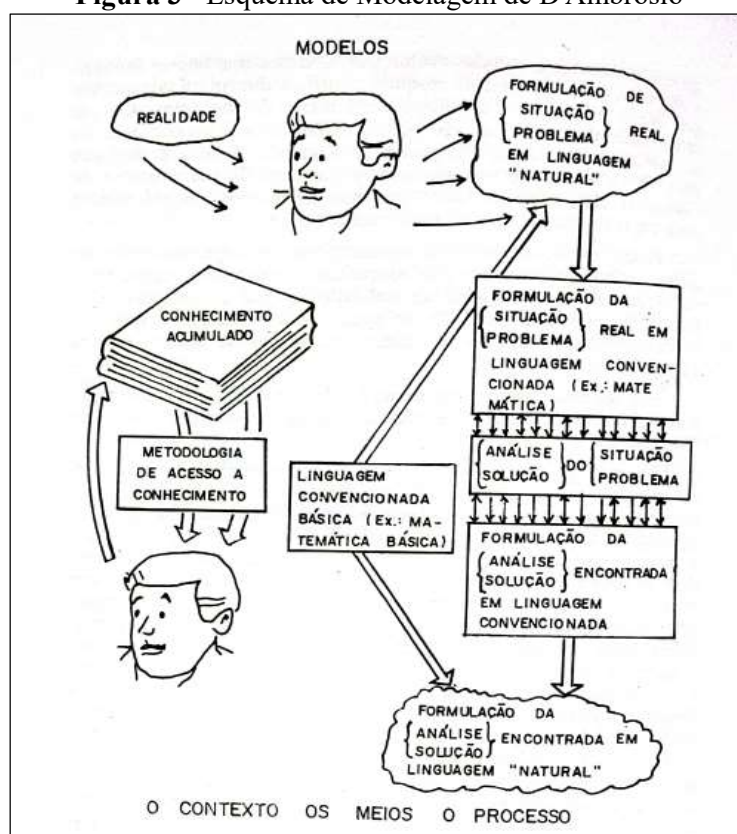 Figura 3 - Esquema de Modelagem de D'Ambrosio
MODELOS
REALIDADE
FORMULAÇÃO DE
SITUAÇÃO
PROBLEMA
REAL
EM LINGUAGEM
"NATURAL"
CONHECIMENTO
ACUMULADO
METODOLOGIA
DE ACESSO A
CONHECIMENTO
LINGUAGEM
CONVENCIONADA
BÁSICA (Ex.: MA-
TEMÁTICA BÁSICA)
FORMULAÇÃO DA
SITUAÇÃO
PROBLEMA
REAL EM
LINGUAGEM CONVEN-
CIONADA (Ex.: MATE
MÁTICA)
ANÁLISE
SOLUÇÃO
DO
SITUAÇÃO
PROBLEMA
FORMULAÇÃO DA
ANÁLISE
SOLUÇÃO
ENCONTRADA
EM LINGUAGEM
CONVENCIONADA
FORMULAÇÃO DA
ANÁLISE
SOLUÇÃO
ENCONTRADA EM
LINGUAGEM "NATURAL"
O CONTEXTO OS MEIOS O PROCESSO